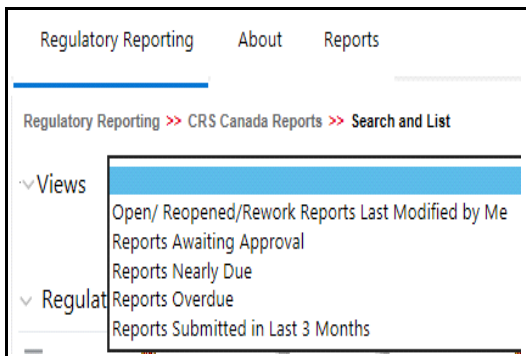 Regulatory Reporting About Reports
Regulatory Reporting >> CRS Canada Reports >> Search and List
Views
Open/ Reopened/Rework Reports Last Modified by Me
Reports Awaiting Approval
Reports Nearly Due
Regulat Reports Overdue
Reports Submitted in Last 3 Months